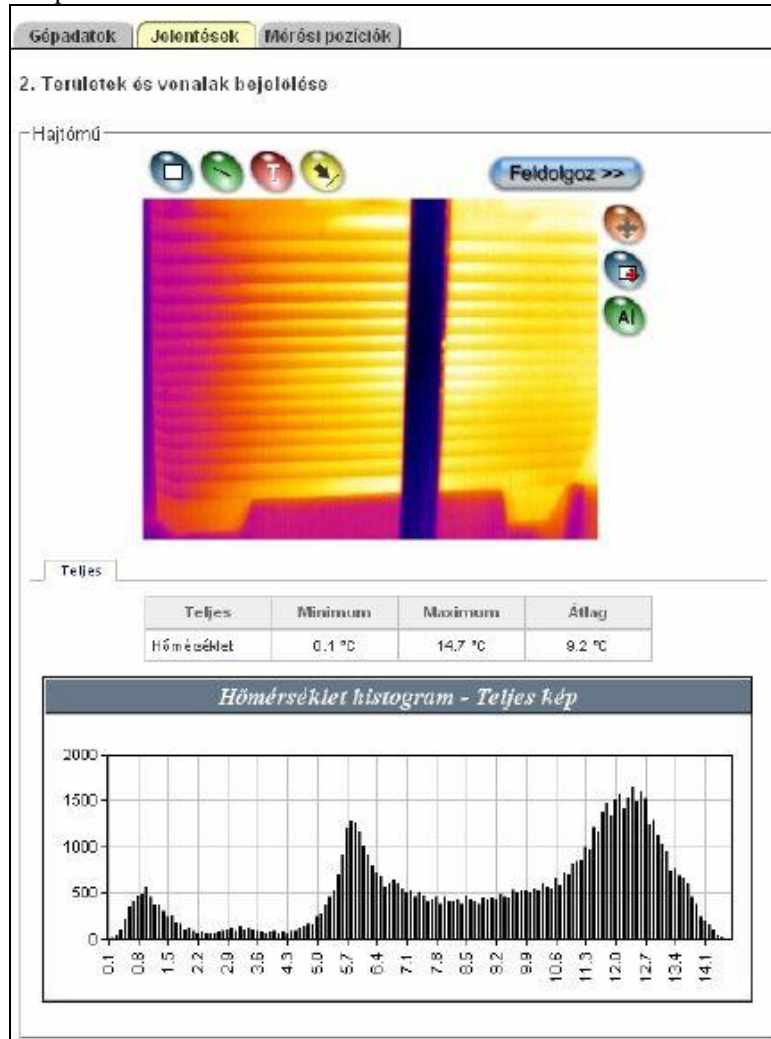 Gépadatok Jelentések Mérési pozíciók
2. Területek és vonalak bejelölése
Hajtómű
T
Feldolgoz >>
AI
Teljes
Teljes Minimum Maximum Átlag
Hőmérséklet 0.1 °C 14.7 °C 9.2 °C
Hőmérséklet histogram - Teljes kép
2000
1500
1000
500
0
0.1 0.8 1.5 2.2 2.9 3.6 4.3 5.0 5.7 6.4 7.1 7.8 8.5 9.2 9.9 10.6 11.3 12.0 12.7 13.4 14.1